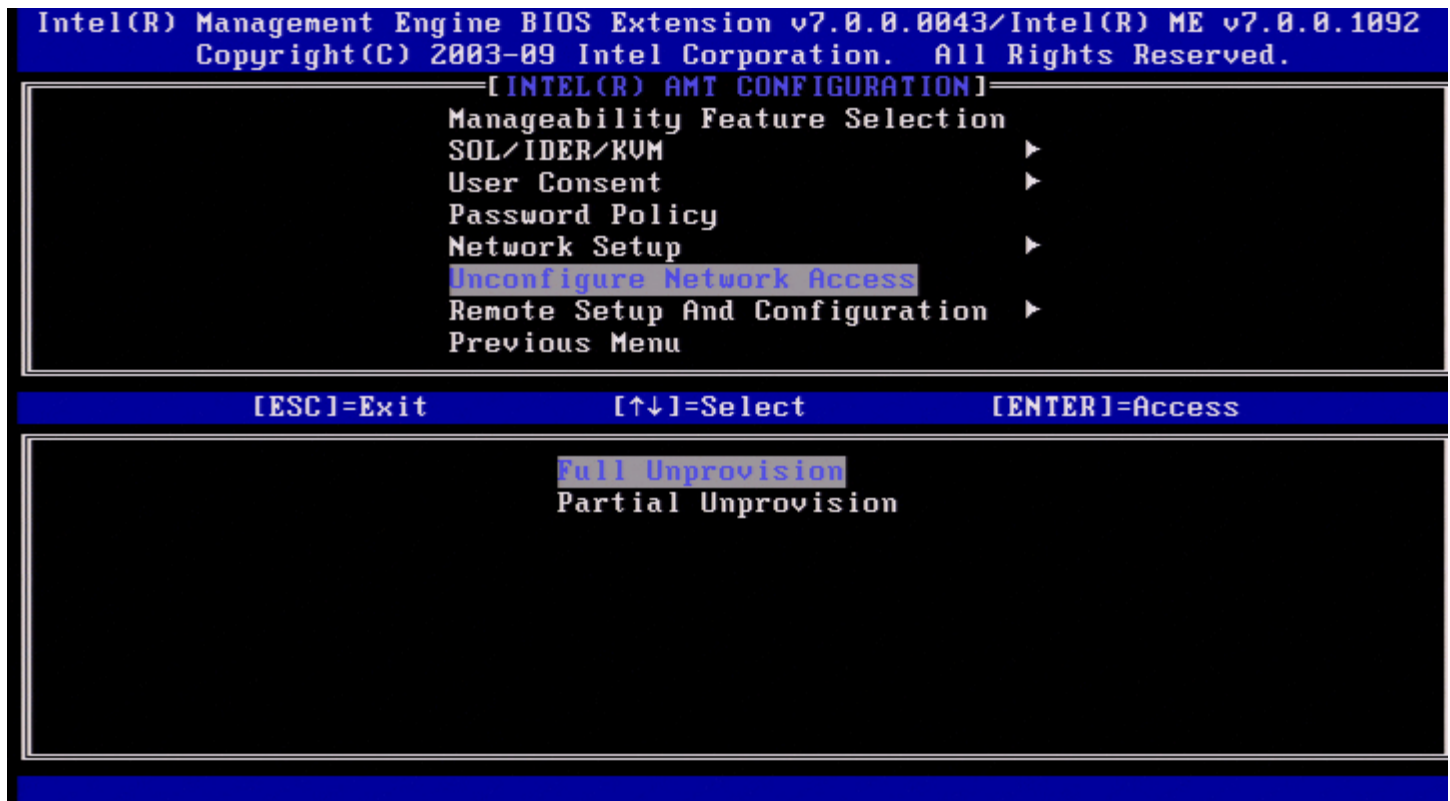 Intel(R) Management Engine BIOS Extension v7.0.0.0043/Intel(R) ME v7.0.0.1092
Copyright(C) 2003-09 Intel Corporation. All Rights Reserved.
[INTEL(R) AMT CONFIGURATION]
Manageability Feature Selection
SOL/IDER/KVM ►
User Consent ►
Password Policy
Network Setup ►
Unconfigure Network Access
Remote Setup And Configuration ►
Previous Menu
[ESC]=Exit [↑↓]=Select [ENTER]=Access
Full Unprovision
Partial Unprovision